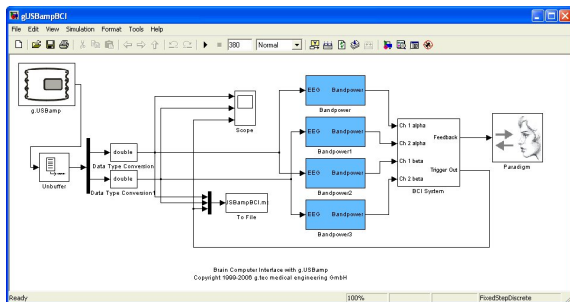 gUSBampBCI
File Edit View Simulation Format Tools Help
380 Normal
g.USBamp
Unbuffer
double
Data Type Conversion
double
Data Type Conversion1
Scope
USBampBCI.m
To File
EEG Bandpower
Bandpower
EEG Bandpower
Bandpower1
EEG Bandpower
Bandpower2
EEG Bandpower
Bandpower3
Ch 1 alpha
Ch 2 alpha
Ch 1 beta
Ch 2 beta
Feedback
Trigger Out
BCI System
Paradigm
Brain Computer Interface with g.USBamp
Copyright 1999-2006 g.tec medical engineering GmbH
Ready 100% FixedStepDiscrete